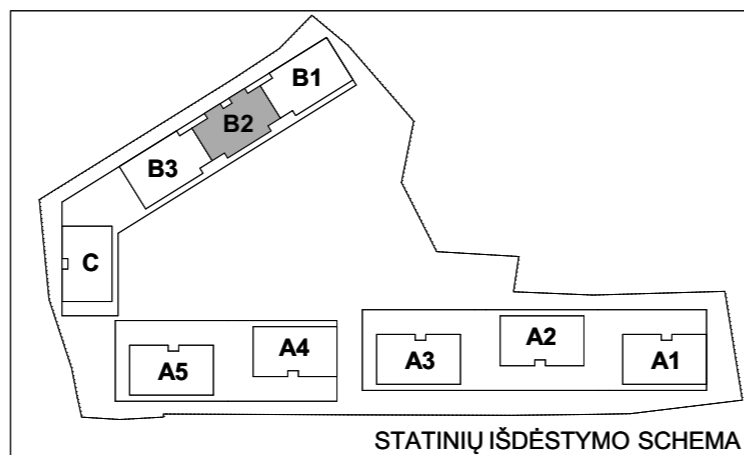 B1
B2
B3
C
A2
A4
A3
A1
A5
STATINIŲ IŠDĖSTYMO SCHEMA